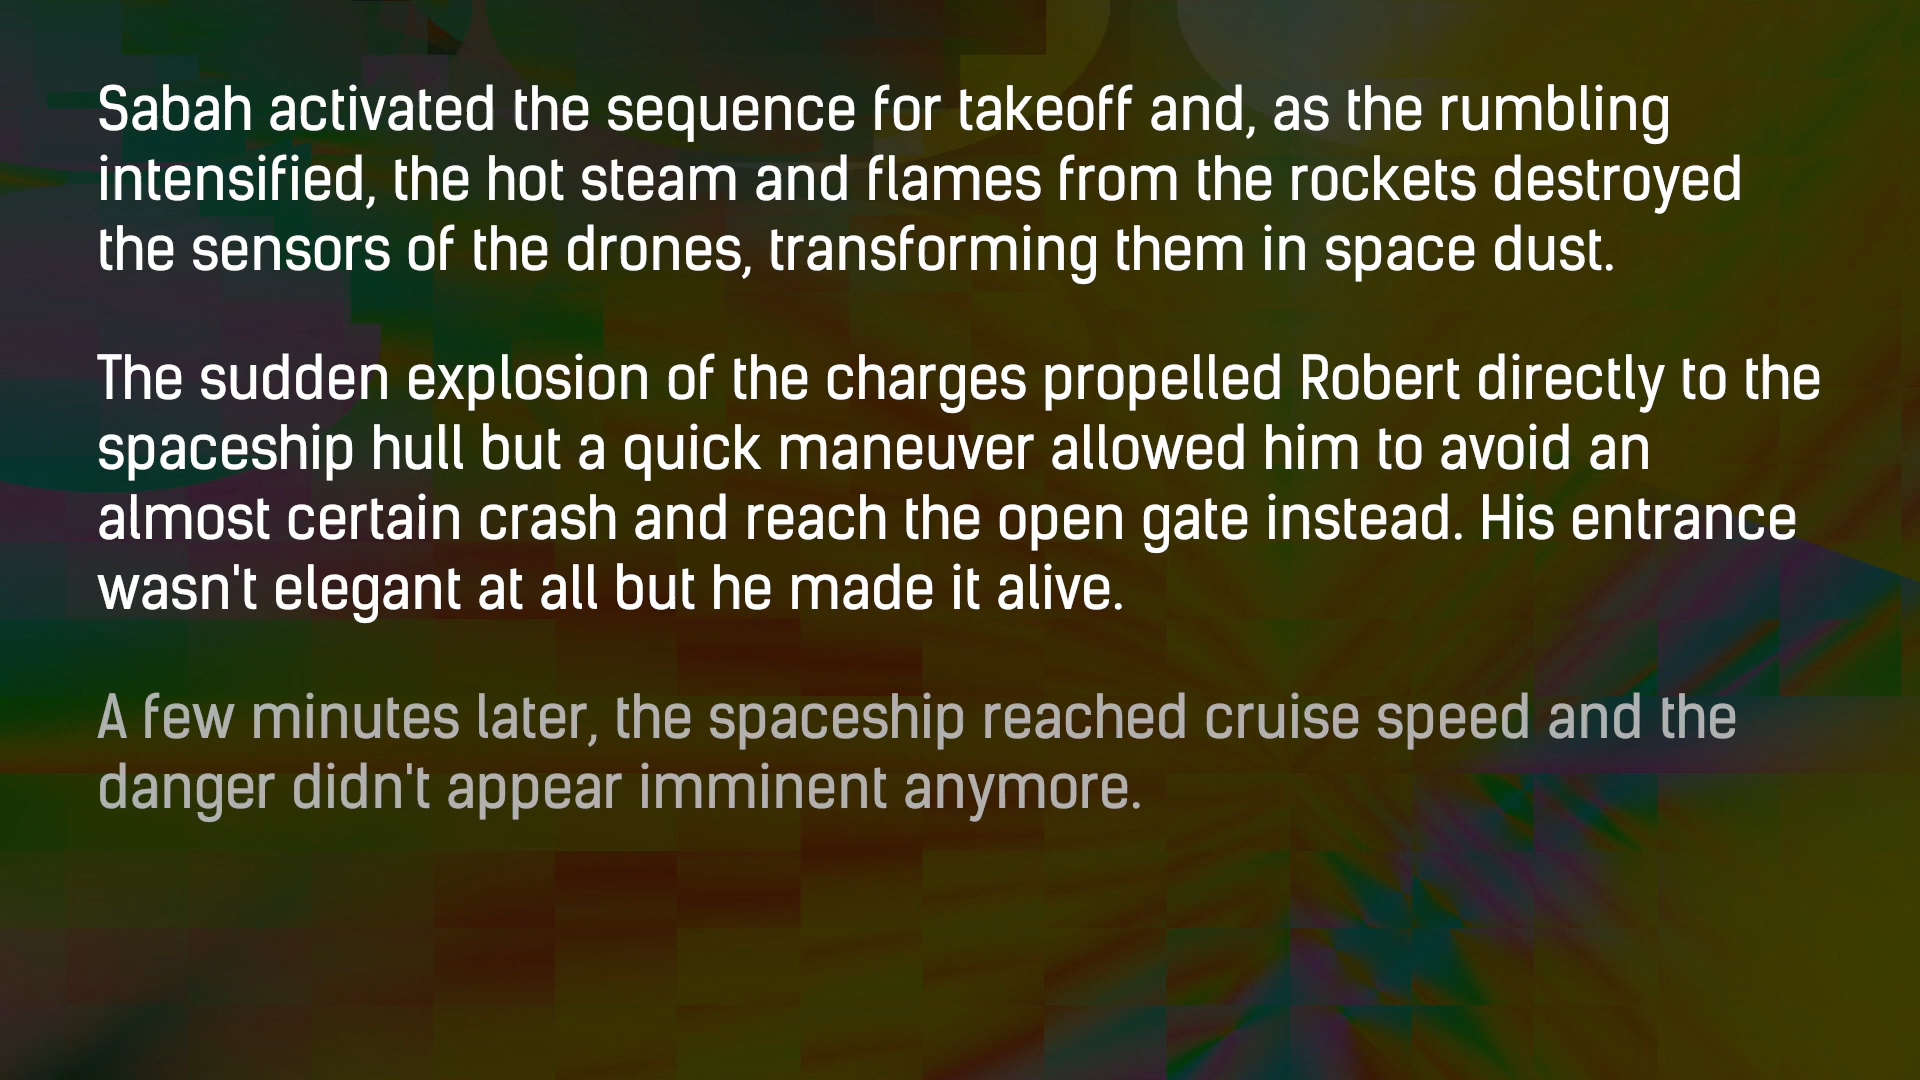 Sabah activated the sequence for takeoff and, as the rumbling
intensified, the hot steam and flames from the rockets destroyed
the sensors of the drones, transforming them in space dust.
The sudden explosion of the charges propelled Robert directly to the
spaceship hull but a quick maneuver allowed him to avoid an
almost certain crash and reach the open gate instead. His entrance
wasn't elegant at all but he made it alive.
A few minutes later, the spaceship reached cruise speed and the
danger didn't appear imminent anymore.